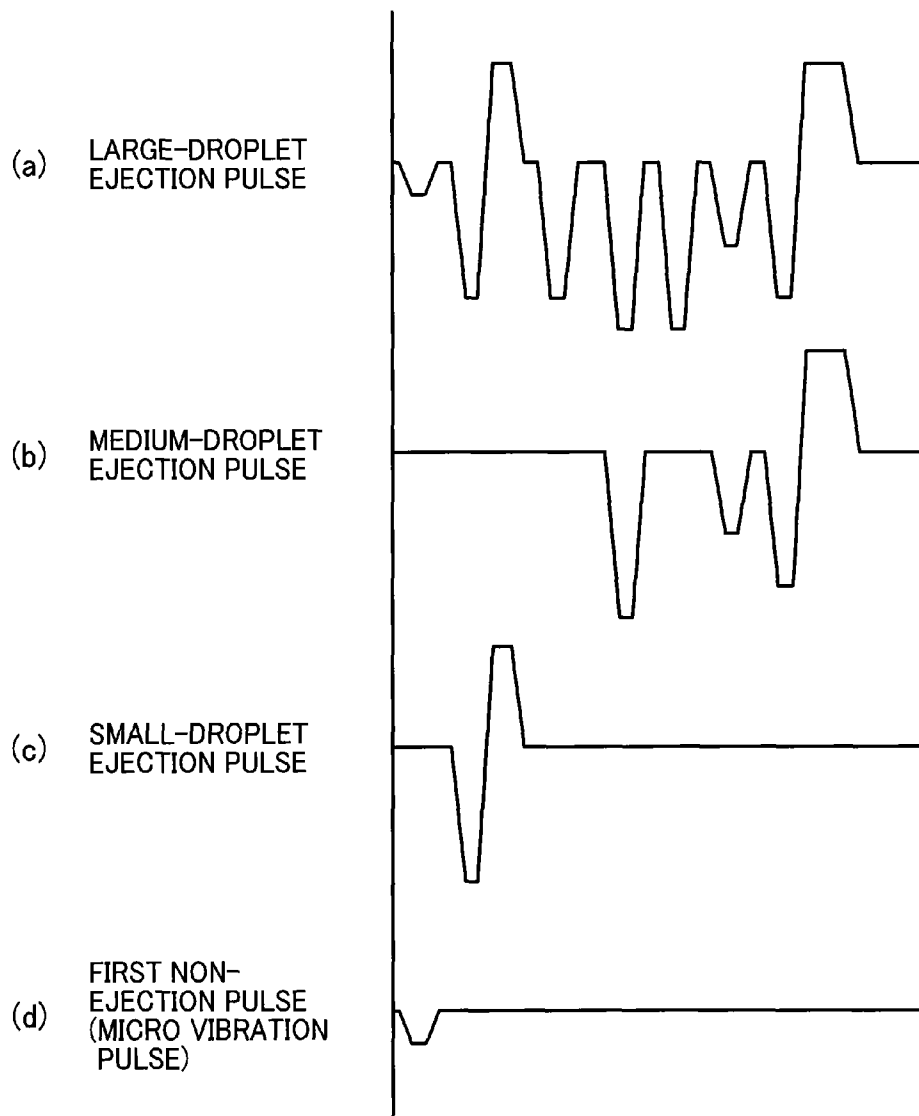 (a) LARGE-DROPLET
EJECTION PULSE
(b) MEDIUM-DROPLET
EJECTION PULSE
(c) SMALL-DROPLET
EJECTION PULSE
(d) FIRST NON-
EJECTION PULSE
(MICRO VIBRATION
PULSE)